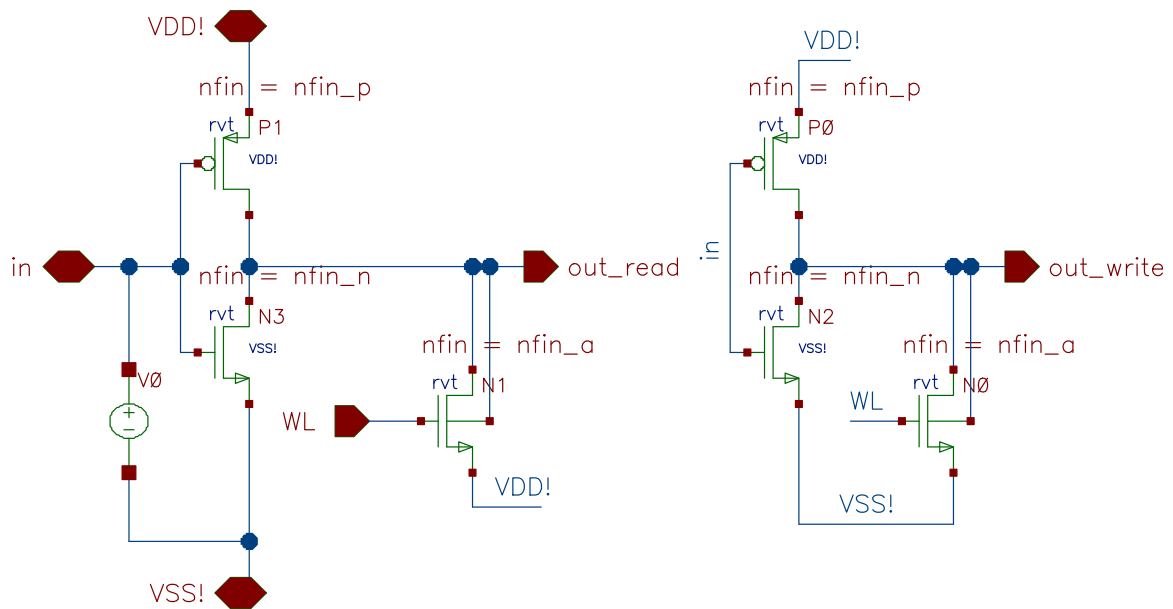 VDD!
nfin = nfin_p
rvt
P1
VDD!
in
nfin = nfin_n
out_read
rvt
N3
VSS!
V0
nfin = nfin_a
rvt
N1
WL
VDD!
VSS!
VDD!
nfin = nfin_p
rvt
P0
VDD!
in
nfin = nfin_n
out_write
rvt
N2
VSS!
nfin = nfin_a
rvt
N0
WL
VSS!